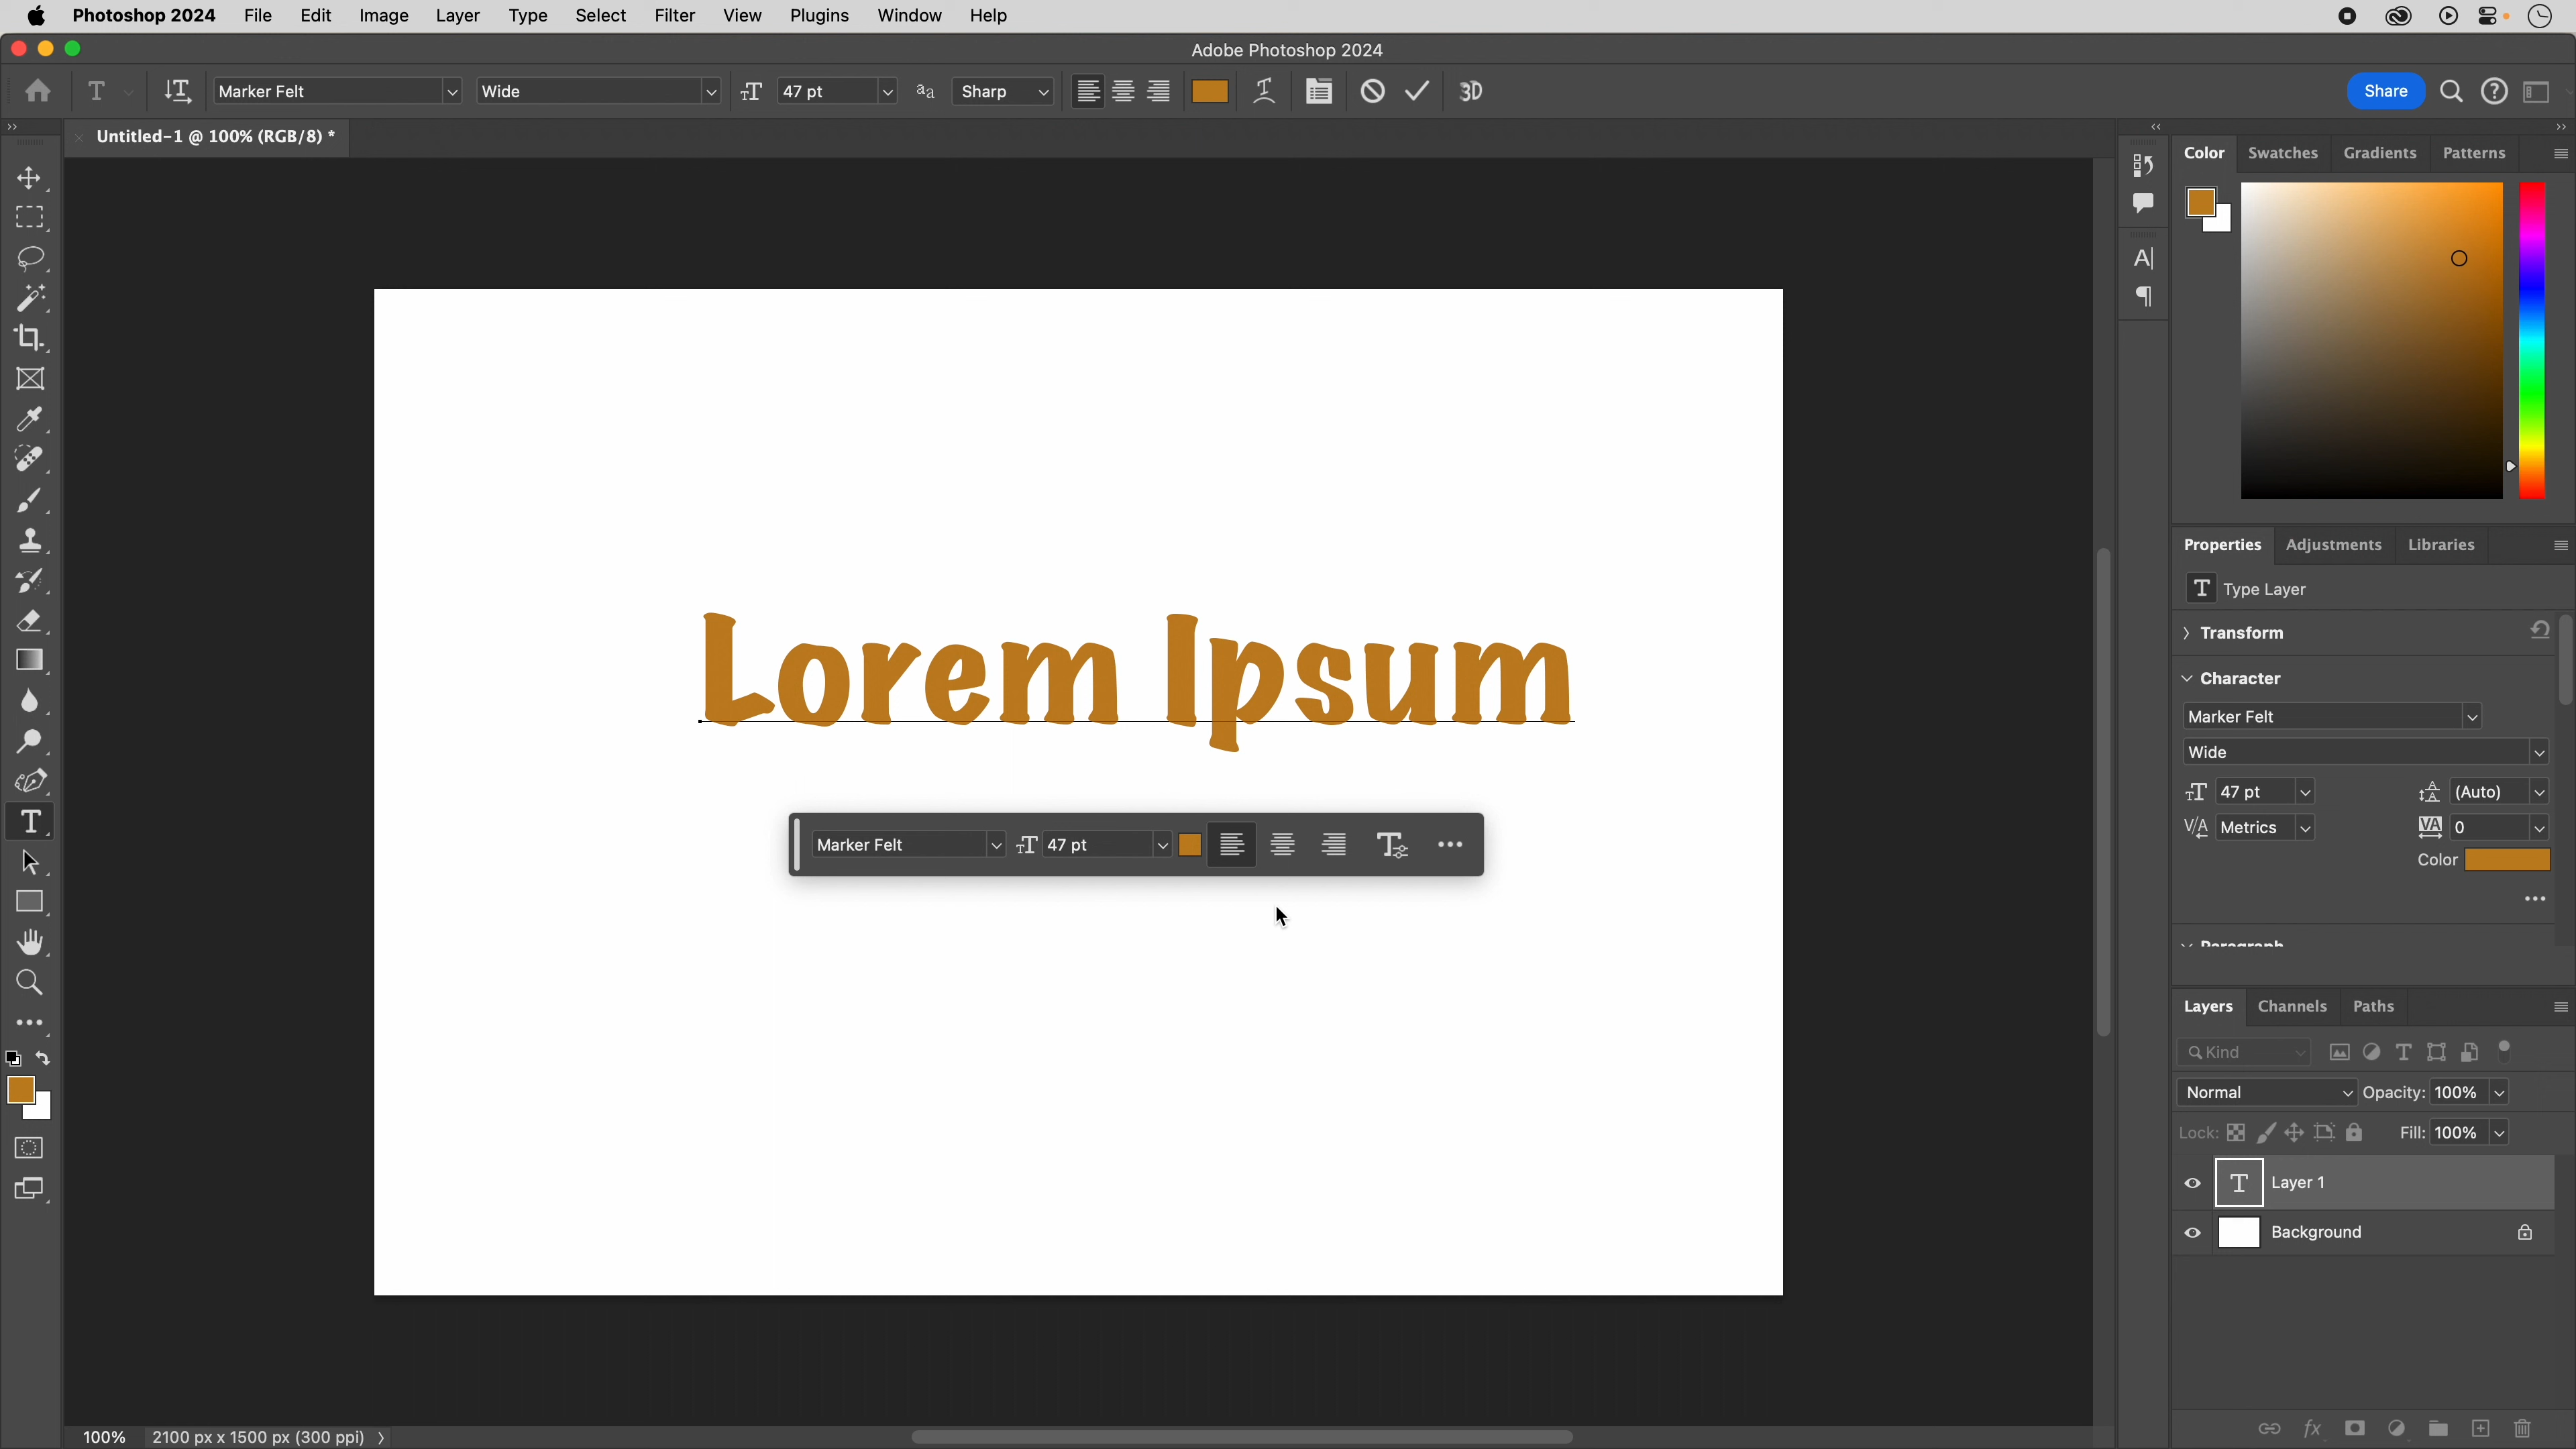 Photoshop 2024 File Edit Image Layer Type Select Filter View Plugins Window Help
Adobe Photoshop 2024
Marker Felt Wide 47 pt Sharp 3D Share
Untitled-1 @ 100% (RGB/8) *
Color Swatches Gradients Patterns
Properties Adjustments Libraries
Type Layer
Transform
Character
Marker Felt
Wide
47 pt (Auto)
Metrics 0
Color
Paragraph
Lorem Ipsum
Marker Felt 47 pt
Layers Channels Paths
Kind
Normal Opacity: 100%
Lock: Fill: 100%
Layer 1
Background
100% 2100 px x 1500 px (300 ppi)